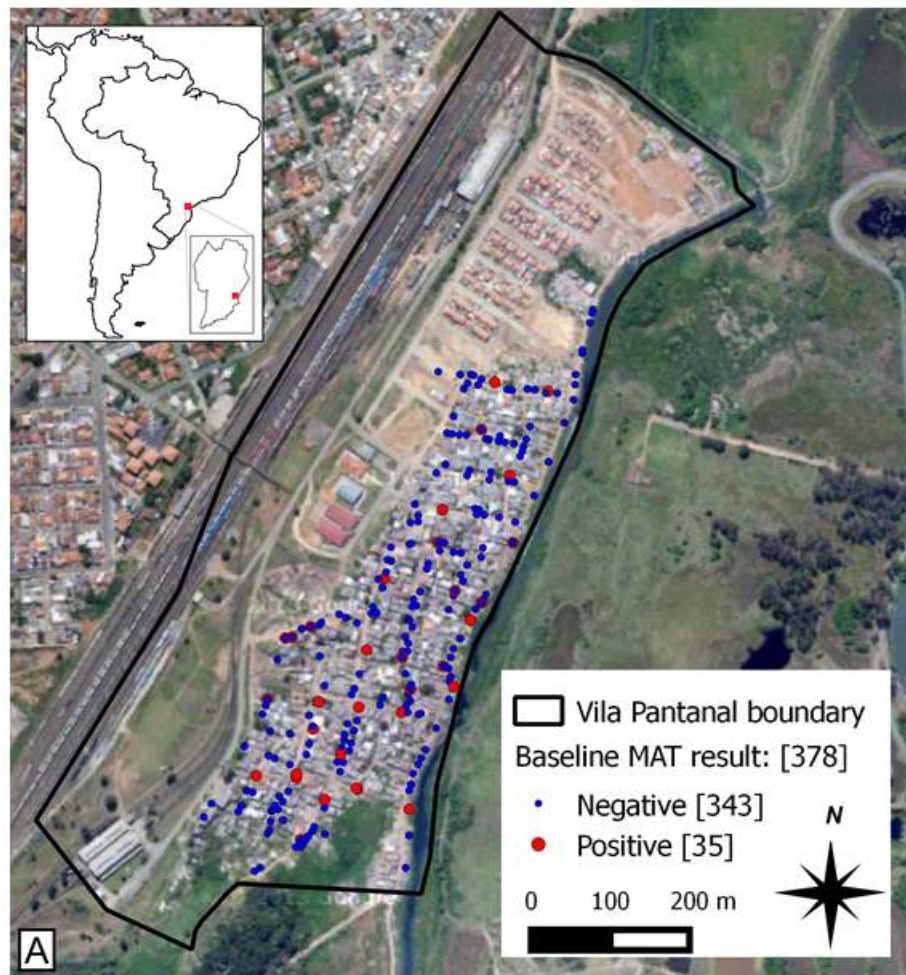 Vila Pantanal boundary
Baseline MAT result: [378]
Negative [343]
Positive [35]
N
0 100 200 m
A